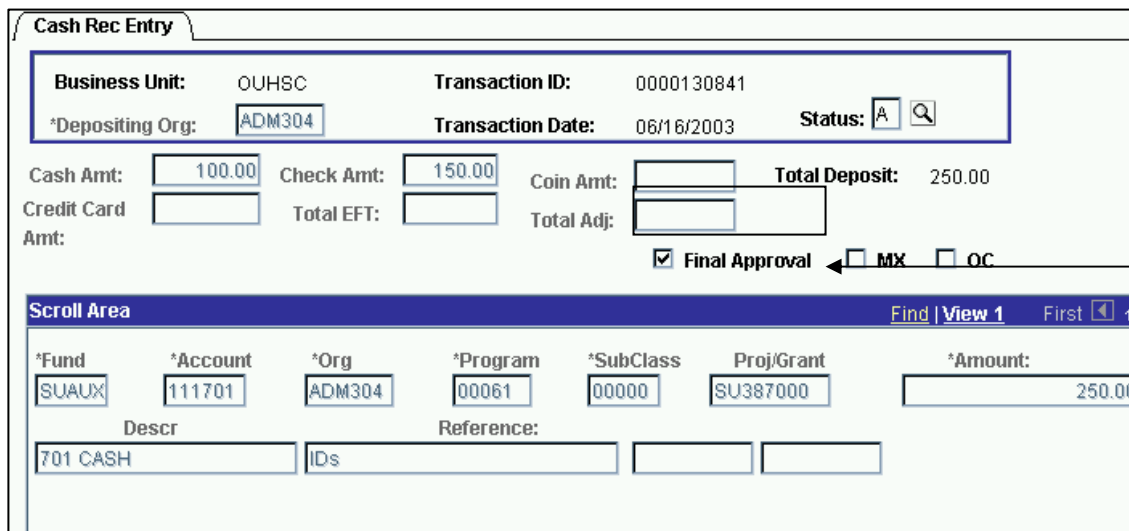 Cash Rec Entry
Business Unit: OUHSC Transaction ID: 0000130841
*Depositing Org: ADM304 Transaction Date: 06/16/2003 Status: A
Cash Amt: 100.00 Check Amt: 150.00 Coin Amt: Total Deposit: 250.00
Credit Card Amt: Total EFT: Total Adj:
Final Approval MX OC
Scroll Area Find | View 1 First
*Fund *Account *Org *Program *SubClass Proj/Grant *Amount:
SUAUX 111701 ADM304 00061 00000 SU387000 250.00
Descr Reference:
701 CASH IDs